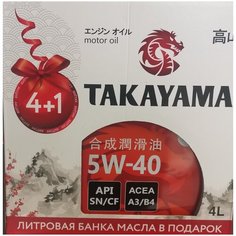 エンジン オイル
motor oil
高山
4+1
TAKAYAMA
合成潤滑油
5W-40
API
SN/CF
ACEA
A3/B4
4L
ЛИТРОВАЯ БАНКА МАСЛА В ПОДАРОК